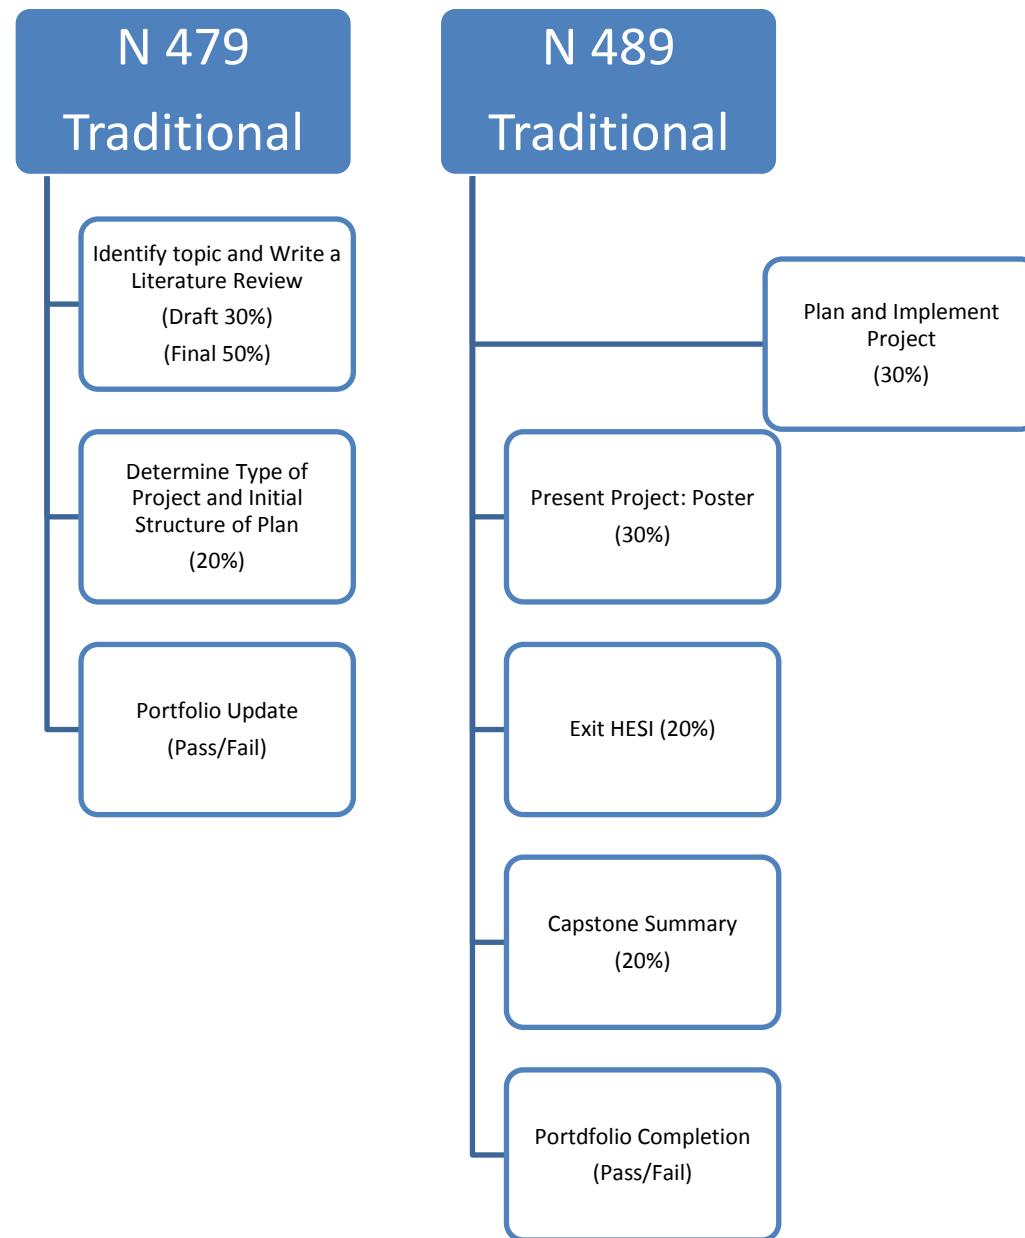 N 479
Traditional
Identify topic and Write a
Literature Review
(Draft 30%)
(Final 50%)
Determine Type of
Project and Initial
Structure of Plan
(20%)
Portfolio Update
(Pass/Fail)
N 489
Traditional
Plan and Implement
Project
(30%)
Present Project: Poster
(30%)
Exit HESI (20%)
Capstone Summary
(20%)
Portdfolio Completion
(Pass/Fail)